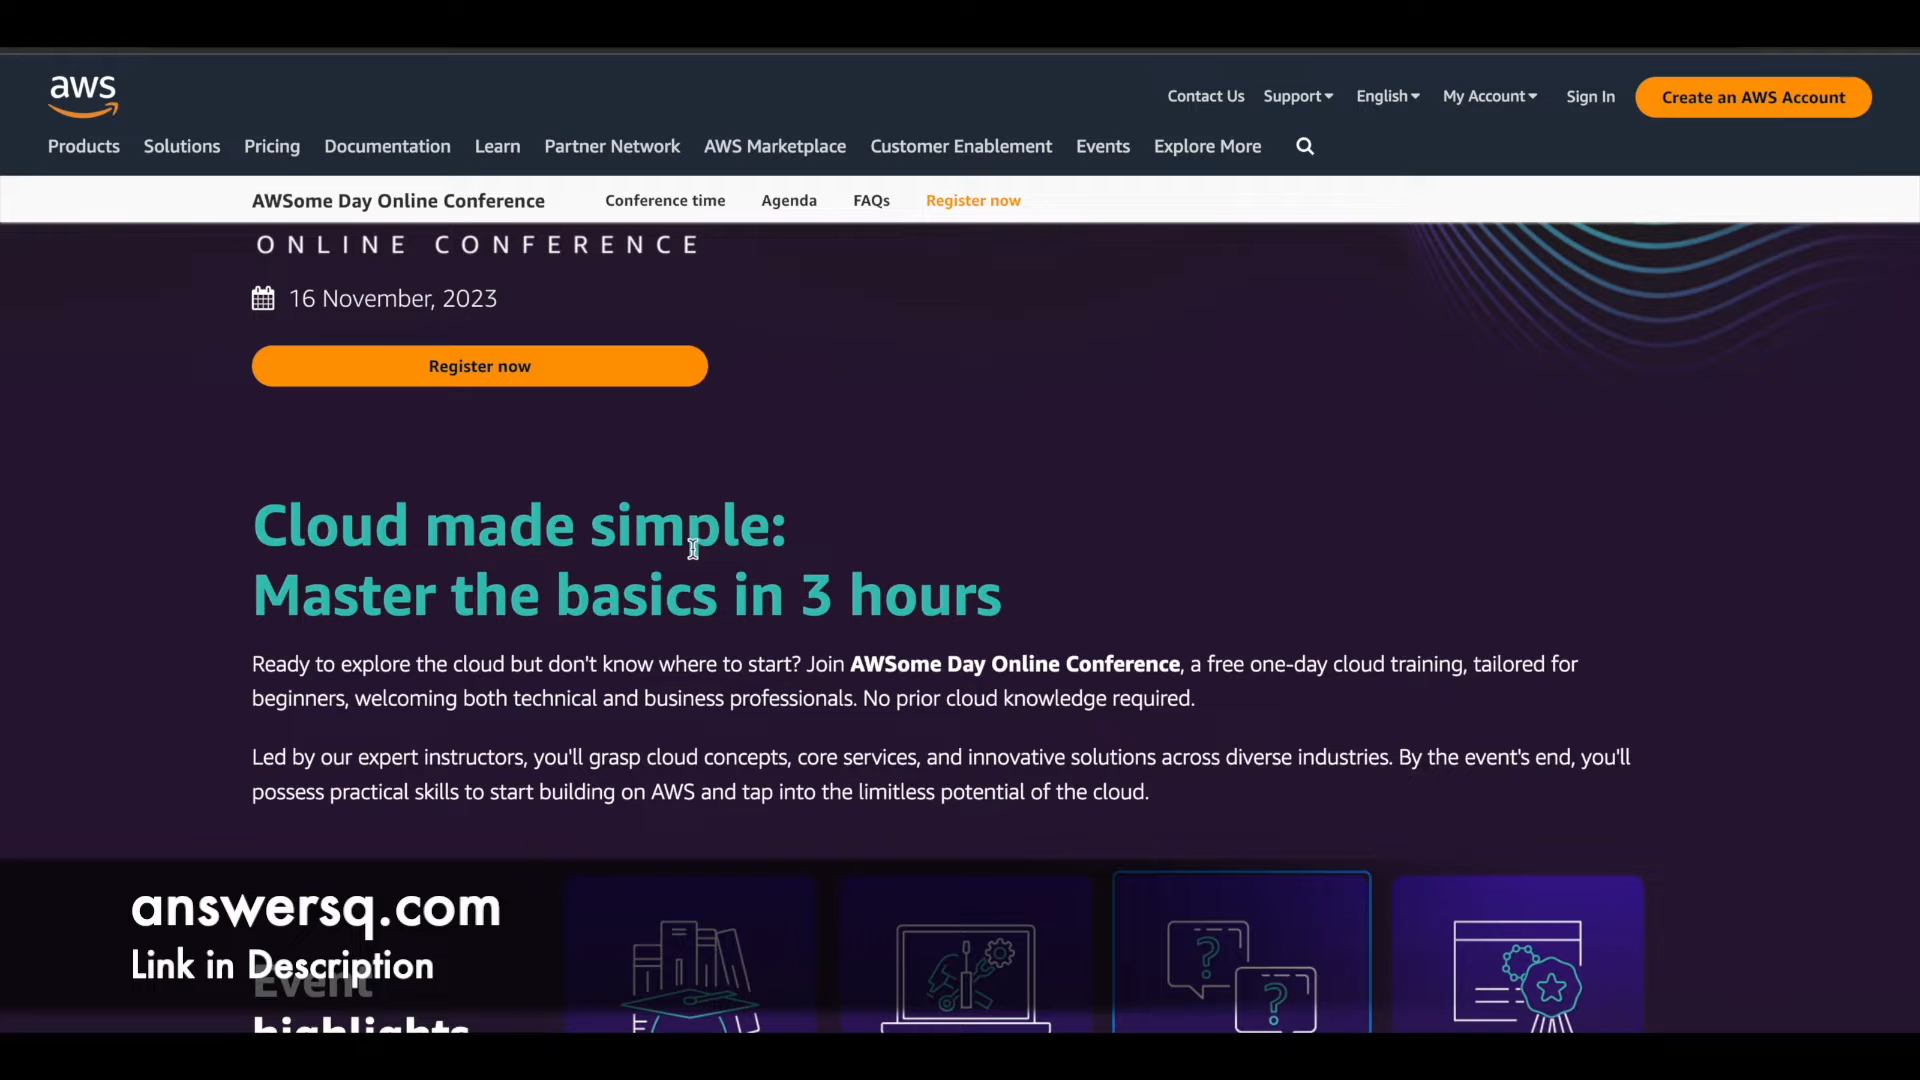 aws
Contact Us Support English My Account Sign In Create an AWS Account
Products Solutions Pricing Documentation Learn Partner Network AWS Marketplace Customer Enablement Events Explore More
AWSome Day Online Conference Conference time Agenda FAQs Register now
ONLINE CONFERENCE
16 November, 2023
Register now
Cloud made simple:
Master the basics in 3 hours
Ready to explore the cloud but don't know where to start? Join AWSome Day Online Conference, a free one-day cloud training, tailored for
beginners, welcoming both technical and business professionals. No prior cloud knowledge required.
Led by our expert instructors, you'll grasp cloud concepts, core services, and innovative solutions across diverse industries. By the event's end, you'll
possess practical skills to start building on AWS and tap into the limitless potential of the cloud.
answersq.com
Link in Description
Event
highlights
? ?